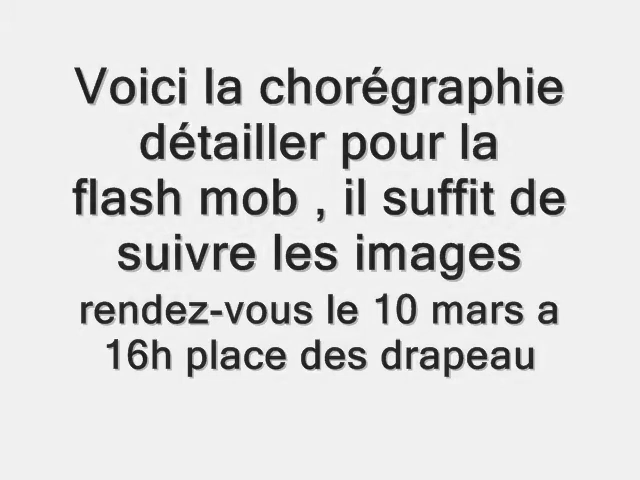 Voici la chorégraphie
détailler pour la
flash mob , il suffit de
suivre les images
rendez-vous le 10 mars a
16h place des drapeau